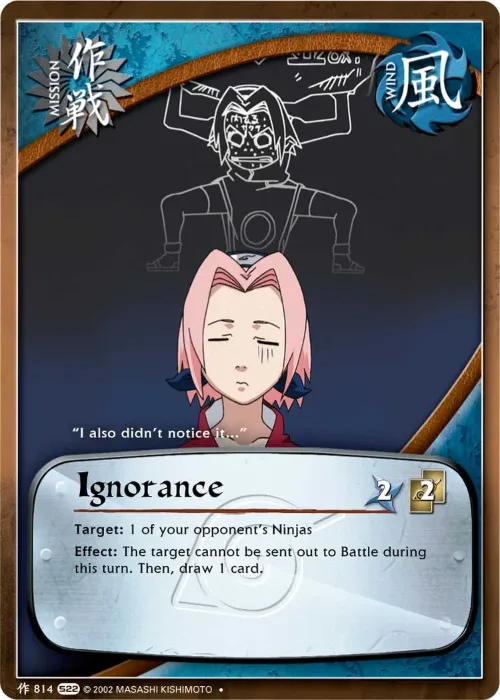 作戦
MISSION
WIND
風
"I also didn't notice it..."
Ignorance
2
2
Target: 1 of your opponent's Ninjas
Effect: The target cannot be sent out to Battle during
this turn. Then, draw 1 card.
作 814 S22 © 2002 MASASHI KISHIMOTO •